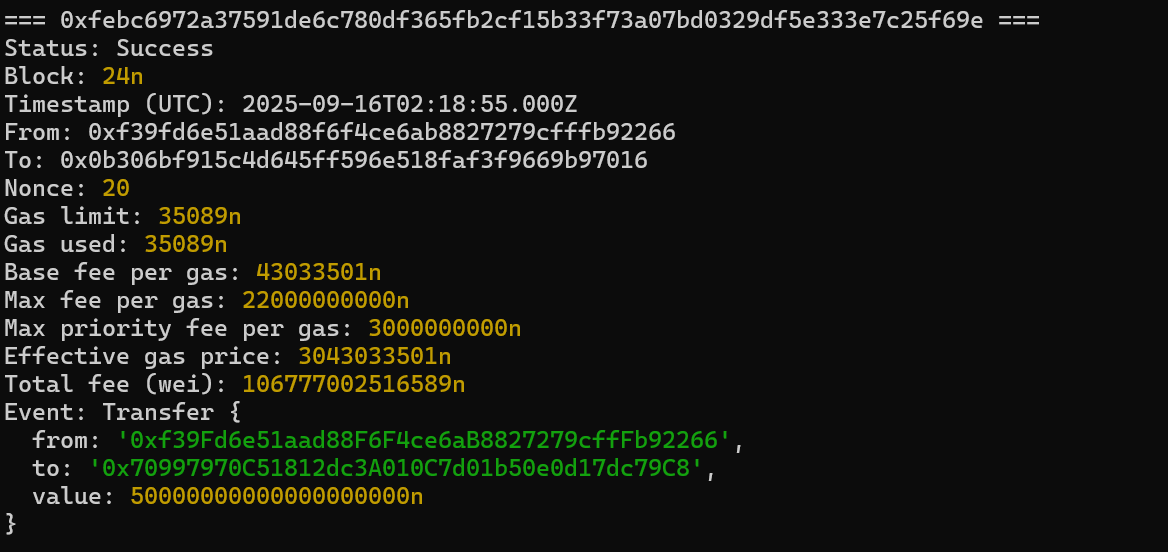 === 0xfebc6972a37591de6c780df365fb2cf15b33f73a07bd0329df5e333e7c25f69e ===
Status: Success
Block: 24n
Timestamp (UTC): 2025-09-16T02:18:55.000Z
From: 0xf39fd6e51aad88f6f4ce6ab8827279cfffb92266
To: 0x0b306bf915c4d645ff596e518faf3f9669b97016
Nonce: 20
Gas limit: 35089n
Gas used: 35089n
Base fee per gas: 43033501n
Max fee per gas: 22000000000n
Max priority fee per gas: 3000000000n
Effective gas price: 3043033501n
Total fee (wei): 106777002516589n
Event: Transfer {
  from: '0xf39Fd6e51aad88F6F4ce6aB8827279cffFb92266',
  to: '0x70997970C51812dc3A010C7d01b50e0d17dc79C8',
  value: 50000000000000000000n
}